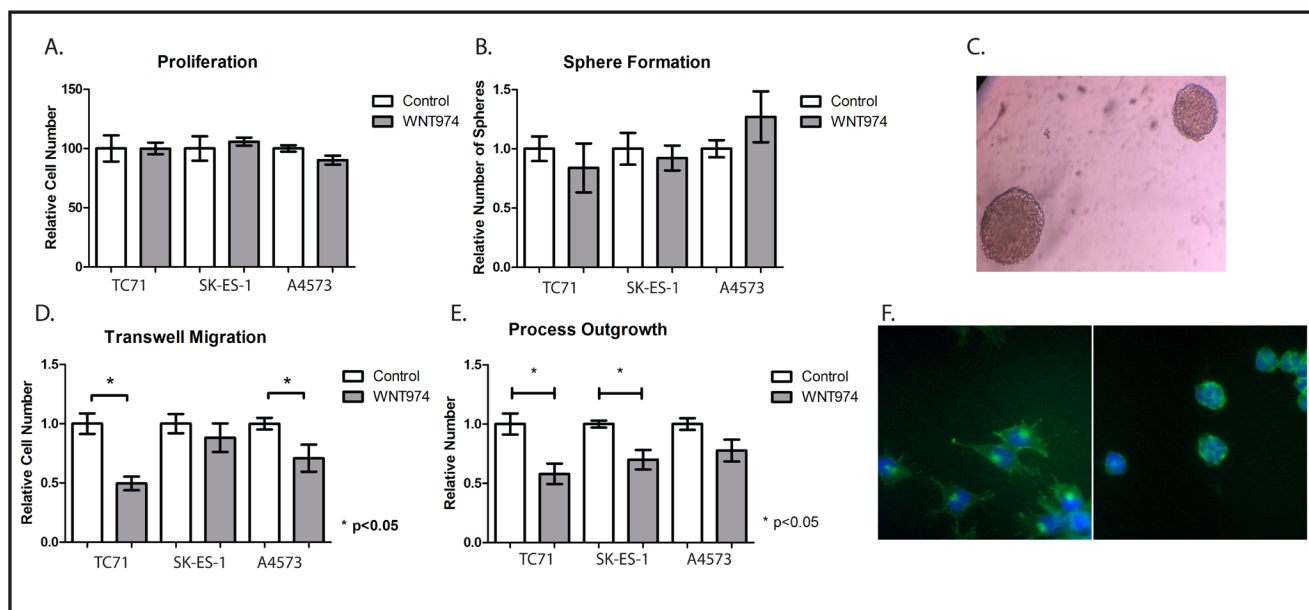 A.
Proliferation
Relative Cell Number
150
100
50
0
TC71 SK-ES-1 A4573
Control
WNT974
B.
Sphere Formation
Relative Number of Spheres
1.5
1.0
0.5
0.0
TC71 SK-ES-1 A4573
Control
WNT974
C.
D.
Transwell Migration
Relative Cell Number
1.5
1.0
0.5
0.0
* *
TC71 SK-ES-1 A4573
Control
WNT974
* p<0.05
E.
Process Outgrowth
Relative Number
1.5
1.0
0.5
0.0
* *
TC71 SK-ES-1 A4573
Control
WNT974
* p<0.05
F.